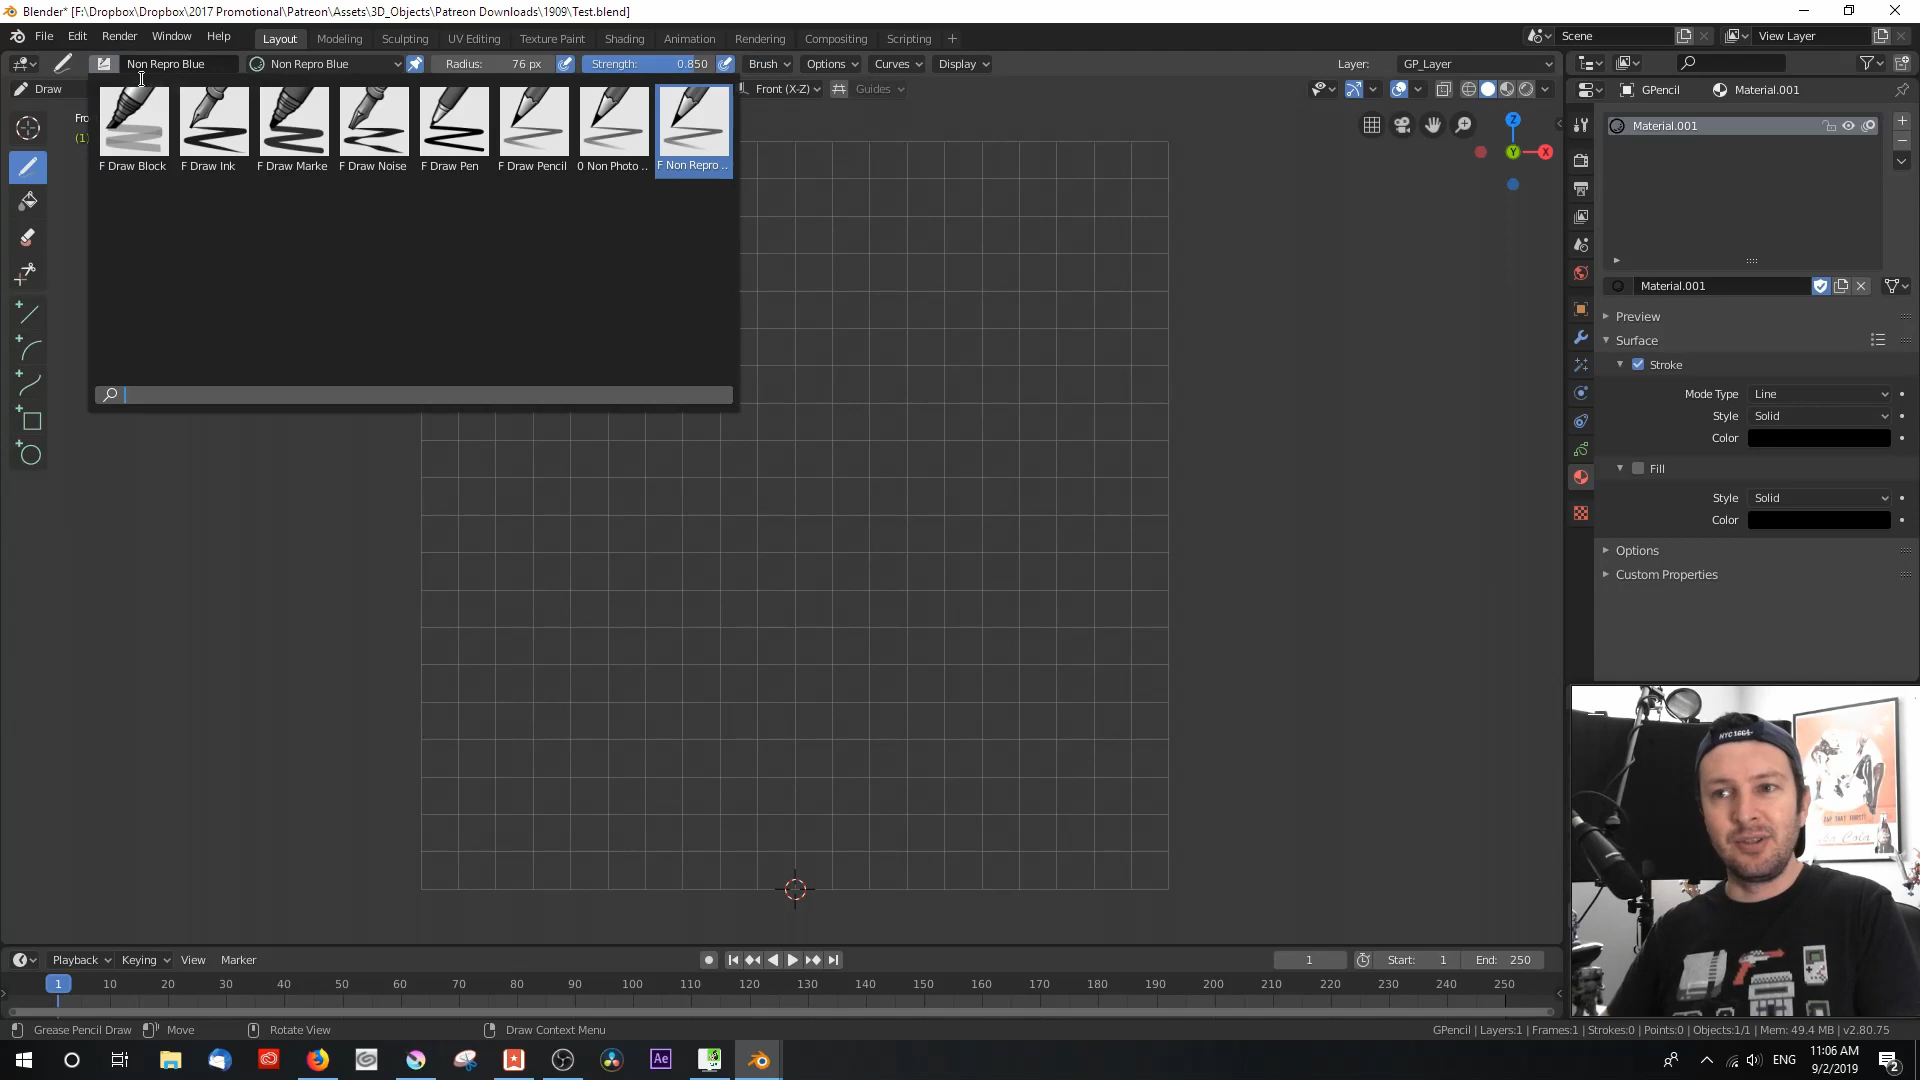 Blender* [F:\Dropbox\Dropbox\2017 Promotional\Patreon\Assets\3D_Objects\Patreon Downloads\1909\Test.blend]
File Edit Render Window Help Layout Modeling Sculpting UV Editing Texture Paint Shading Animation Rendering Compositing Scripting Scene View Layer
Non Repro Blue Non Repro Blue Radius: 76 px Strength: 0.850 Brush Options Curves Display Layer: GP_Layer
Draw Front (X-Z) Guides GPencil Material.001
Fro
(1)
F Draw Block F Draw Ink F Draw Marke F Draw Noise F Draw Pen F Draw Pencil 0 Non Photo .. F Non Repro ..
Z
Y X
Material.001
Material.001
Preview
Surface
Stroke
Mode Type Line
Style Solid
Color
Fill
Style Solid
Color
Options
Custom Properties
NYC 1664
Playback Keying View Marker 1 Start: 1 End: 250
1 10 20 30 40 50 60 70 80 90 100 110 120 130 140 150 160 170 180 190 200 210 220 230 240 250
Grease Pencil Draw Move Rotate View Draw Context Menu GPencil | Layers:1 | Frames:1 | Strokes:0 | Points:0 | Objects:1/1 | Mem: 49.4 MB | v2.80.75
Ae ENG 11:06 AM
9/2/2019 2